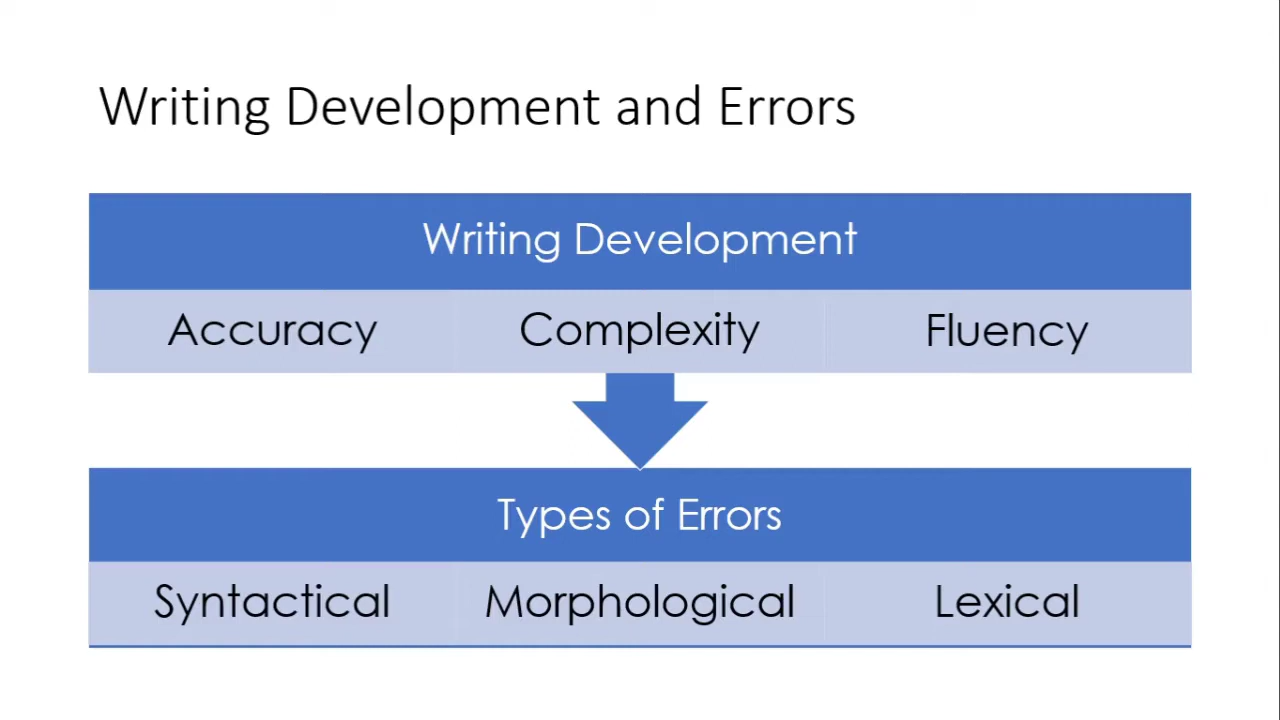 Writing Development and Errors
Writing Development
Accuracy Complexity Fluency
Types of Errors
Syntactical Morphological Lexical